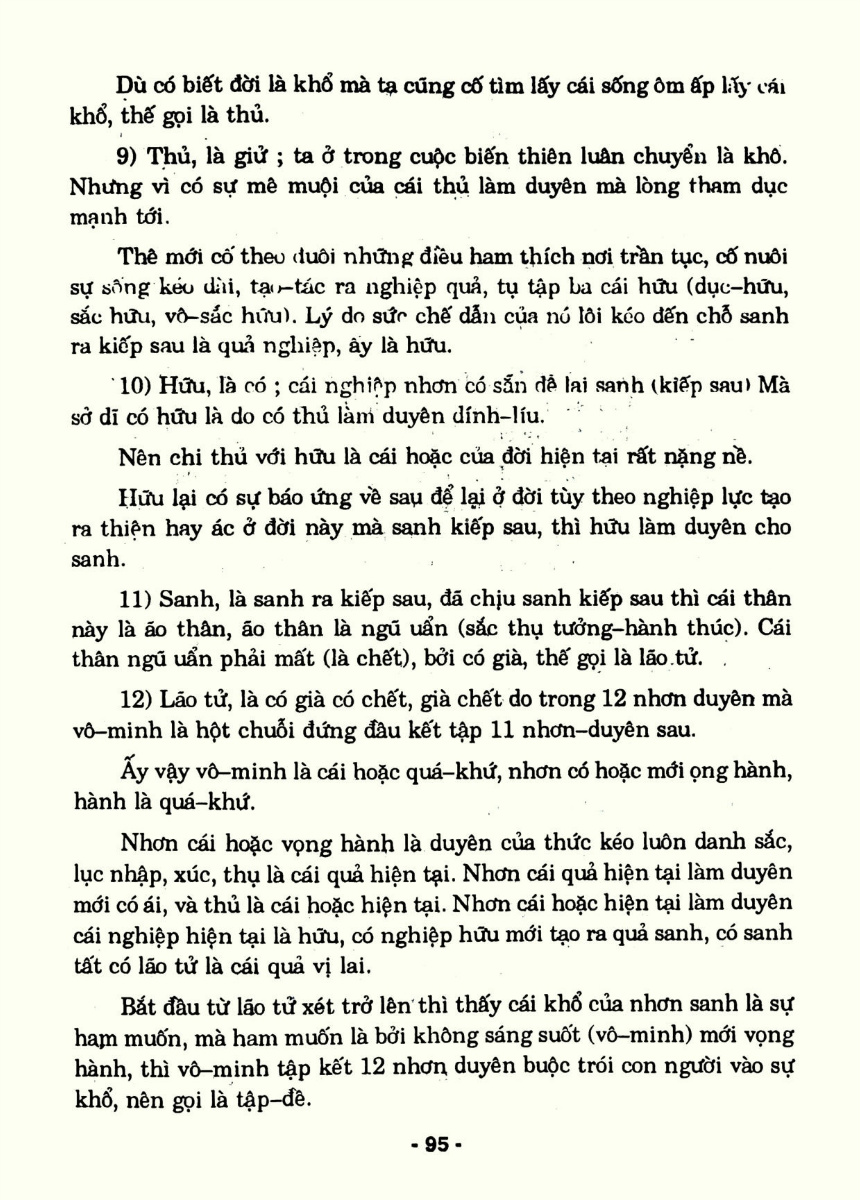 Dù có biết đời là khổ mà tạ cũng cố tìm lấy cái sống ôm ấp lấy cái
khổ, thế gọi là thủ.
9) Thủ, là giử ; ta ở trong cuộc biến thiên luân chuyển là khô.
Nhưng vì có sự mê muội của cái thủ làm duyên mà lòng tham dục
mạnh tới.
Thê mới cố theo đuôi những điều ham thích nơi trần tục, cố nuôi
sự sống kéo dài, tạo–tác ra nghiệp quả, tụ tập ba cái hữu (dục–hữu,
sắc hữu, vô–sắc hữu). Lý do sức chế dẫn của nó lôi kéo đến chỗ sanh
ra kiếp sau là quả nghiệp, ây là hữu.
10) Hữu, là có ; cái nghiệp nhơn có sẳn dể lai sanh (kiếp sau) Mà
sở dĩ có hữu là do có thủ làm duyên dính–líu.
Nên chi thủ với hữu là cái hoặc của đời hiện tại rất nặng nề.
Hữu lại có sự báo ứng về sau để lại ở đời tùy theo nghiệp lực tạo
ra thiện hay ác ở đời này mà sanh kiếp sau, thì hữu làm duyên cho
sanh.
11) Sanh, là sanh ra kiếp sau, đã chịu sanh kiếp sau thì cái thân
này là ão thân, ão thân là ngũ uẩn (sắc thụ tưởng–hành thúc). Cái
thân ngũ uẩn phải mất (là chết), bởi có già, thế gọi là lão tử.
12) Lão tử, là có già có chết, già chết do trong 12 nhơn duyên mà
vô–minh là hột chuỗi đứng đầu kết tập 11 nhơn–duyên sau.
Ấy vậy vô–minh là cái hoặc quá–khứ, nhơn có hoặc mới ọng hành,
hành là quá–khứ.
Nhơn cái hoặc vọng hành là duyên của thức kéo luôn danh sắc,
lục nhập, xúc, thụ là cái quả hiện tại. Nhơn cái quả hiện tại làm duyên
mới có ái, và thủ là cái hoặc hiện tại. Nhơn cái hoặc hiện tại làm duyên
cái nghiệp hiện tại là hữu, có nghiệp hữu mới tạo ra quả sanh, có sanh
tất có lão tử là cái quả vị lai.
Bắt đầu từ lão tử xét trở lên thì thấy cái khổ của nhơn sanh là sự
ham muốn, mà ham muốn là bởi không sáng suốt (vô–minh) mới vọng
hành, thì vô–minh tập kết 12 nhơn duyên buộc trói con người vào sự
khổ, nên gọi là tập–đề.
- 95 -